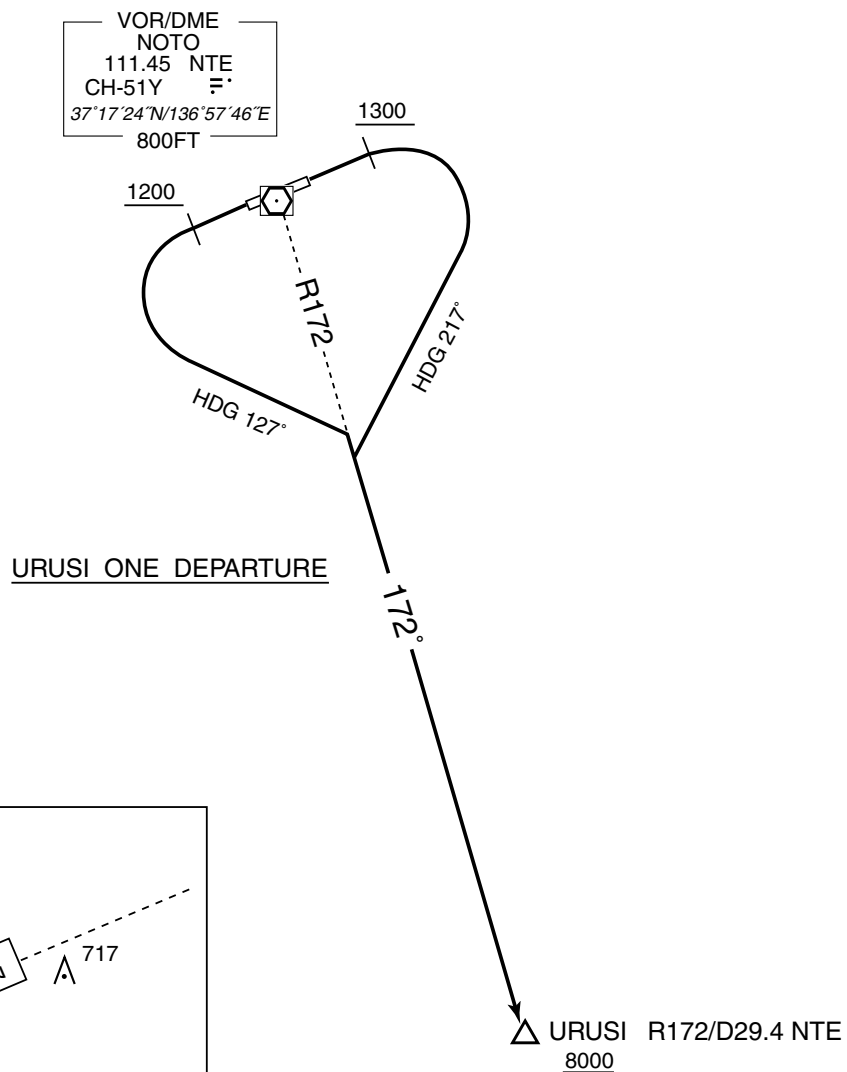 VOR/DME
NOTO
111.45 NTE
CH-51Y
37°17´24˝N/136°57´46˝E
800FT
1300
1200
R172
HDG 217°
HDG 127°
URUSI ONE DEPARTURE
172°
717
URUSI R172/D29.4 NTE
8000